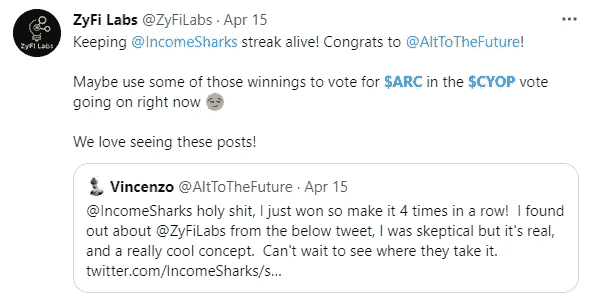 ZyFi Labs @ZyFiLabs · Apr 15
Keeping @IncomeSharks streak alive! Congrats to @AltToTheFuture!
Maybe use some of those winnings to vote for $ARC in the $CYOP vote
going on right now 😏
We love seeing these posts!
Vincenzo @AltToTheFuture · Apr 15
@IncomeSharks holy shit, I just won so make it 4 times in a row!  I found
out about @ZyFiLabs from the below tweet, I was skeptical but it's real,
and a really cool concept.  Can't wait to see where they take it.
twitter.com/IncomeSharks/s...
ZyFi Labs